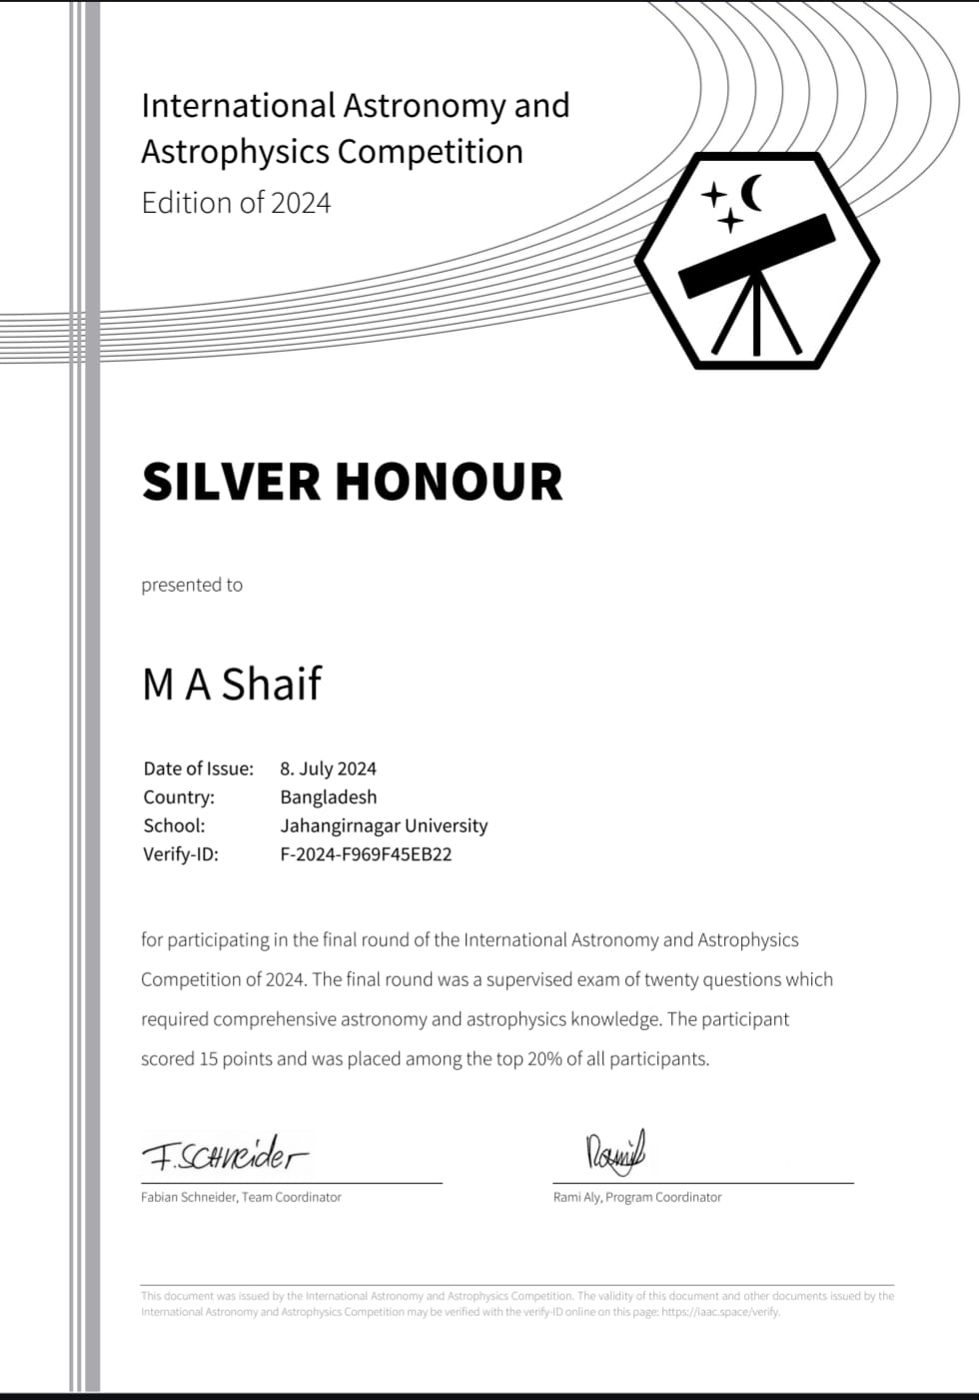 International Astronomy and
Astrophysics Competition
Edition of 2024
SILVER HONOUR
presented to
M A Shaif
Date of Issue: 8. July 2024
Country: Bangladesh
School: Jahangirnagar University
Verify-ID: F-2024-F969F45EB22
for participating in the final round of the International Astronomy and Astrophysics
Competition of 2024. The final round was a supervised exam of twenty questions which
required comprehensive astronomy and astrophysics knowledge. The participant
scored 15 points and was placed among the top 20% of all participants.
F.SCHNeider Rami
Fabian Schneider, Team Coordinator Rami Aly, Program Coordinator
This document was issued by the International Astronomy and Astrophysics Competition. The validity of this document and other documents issued by the
International Astronomy and Astrophysics Competition may be verified with the verify-ID online on this page: https://iaac.space/verify.